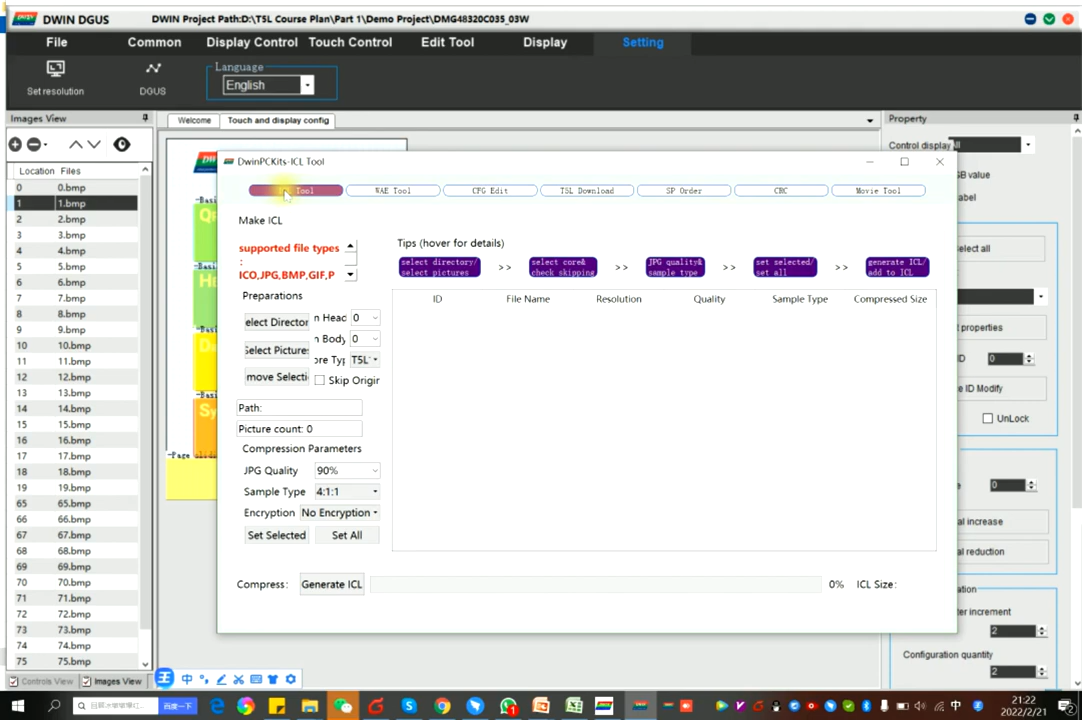 DWIN DGUS
DWIN Project Path:D:\T5L Course Plan\Part 1\Demo Project\DMG48320C035_03W
File
Common
Display Control
Touch Control
Edit Tool
Display
Setting
Set resolution
DGUS
Language
English
Images View
Welcome
Touch and display config
Property
Location Files
0 0.bmp
1 1.bmp
2 2.bmp
3 3.bmp
4 4.bmp
5 5.bmp
6 6.bmp
7 7.bmp
8 8.bmp
9 9.bmp
10 10.bmp
11 11.bmp
12 12.bmp
13 13.bmp
14 14.bmp
15 15.bmp
16 16.bmp
17 17.bmp
18 18.bmp
19 19.bmp
65 65.bmp
66 66.bmp
67 67.bmp
68 68.bmp
69 69.bmp
70 70.bmp
71 71.bmp
72 72.bmp
73 73.bmp
74 74.bmp
75 75.bmp
Controls View
Images View
DwinPCKits-ICL Tool
Tool
WAE Tool
CFG Edit
T5L Download
SP Order
CRC
Movie Tool
Make ICL
supported file types
:
ICO,JPG,BMP,GIF,P
Preparations
elect Director
n Head 0
Select Pictures
n Body 0
ore Typ T5L
move Selecti
Skip Origir
Path:
Picture count: 0
Compression Parameters
JPG Quality 90%
Sample Type 4:1:1
Encryption No Encryption
Set Selected
Set All
Tips (hover for details)
select directory/
select pictures
>>
select core&
check skipping
>>
JPG quality&
sample type
>>
set selected/
set all
>>
generate ICL/
add to ICL
ID
File Name
Resolution
Quality
Sample Type
Compressed Size
Compress:
Generate ICL
0%
ICL Size:
Control display
GB value
abel
elect all
properties
D 0
e ID Modify
UnLock
e 0
al increase
al reduction
ation
ter increment
2
Configuration quantity
2
中
百度一下
中
21:22
2022/2/21